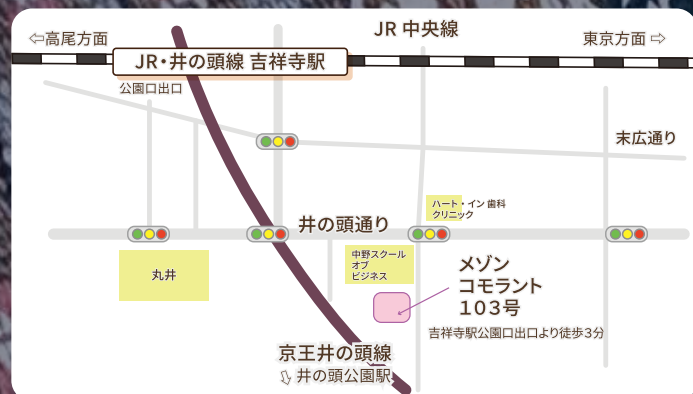 JR 中央線
⇦高尾方面
東京方面⇨
JR・井の頭線 吉祥寺駅
公園口出口
末広通り
ハート・イン 歯科
クリニック
井の頭通り
中野スクール
オブ
ビジネス
丸井
メゾン
コモラント
103号
吉祥寺駅公園口出口より徒歩3分
京王井の頭線
⇩ 井の頭公園駅